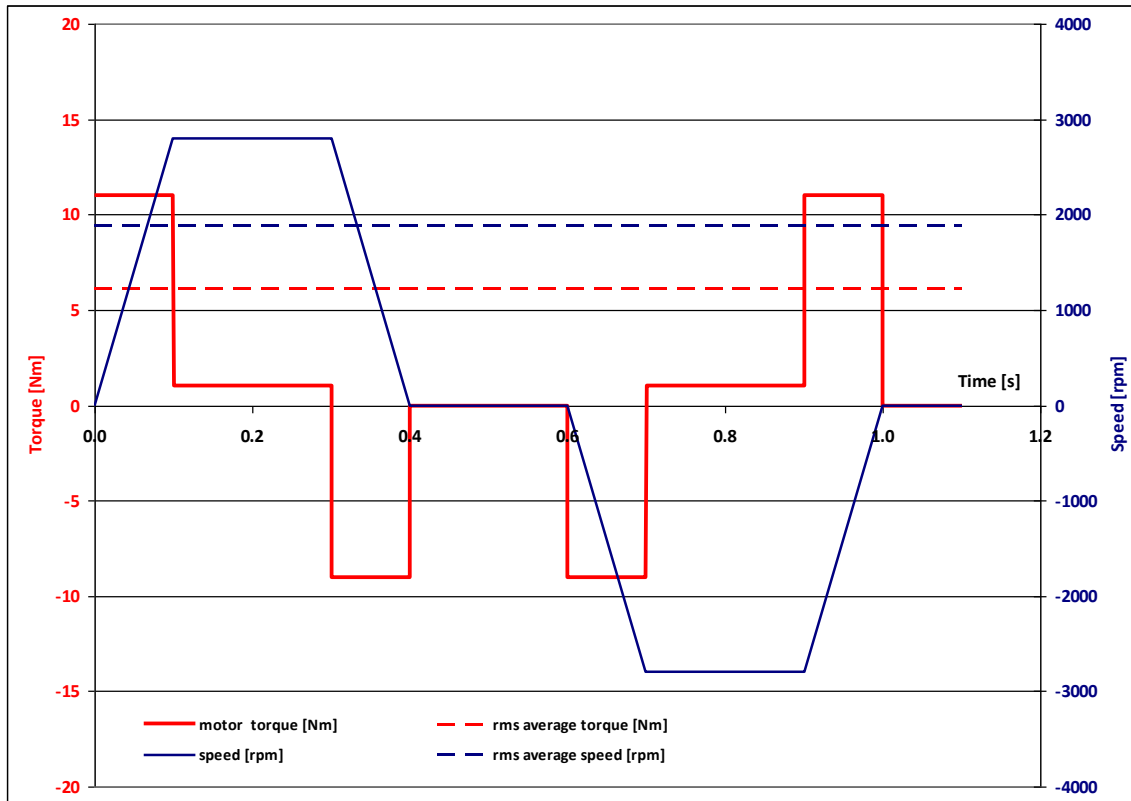 20 4000
15 3000
10 2000
5 1000
Time [s]
0 0
0.0 0.2 0.4 0.6 0.8 1.0 1.2
Torque [Nm]
Speed [rpm]
-5 -1000
-10 -2000
-15 -3000
motor torque [Nm] rms average torque [Nm]
speed [rpm] rms average speed [rpm]
-20 -4000